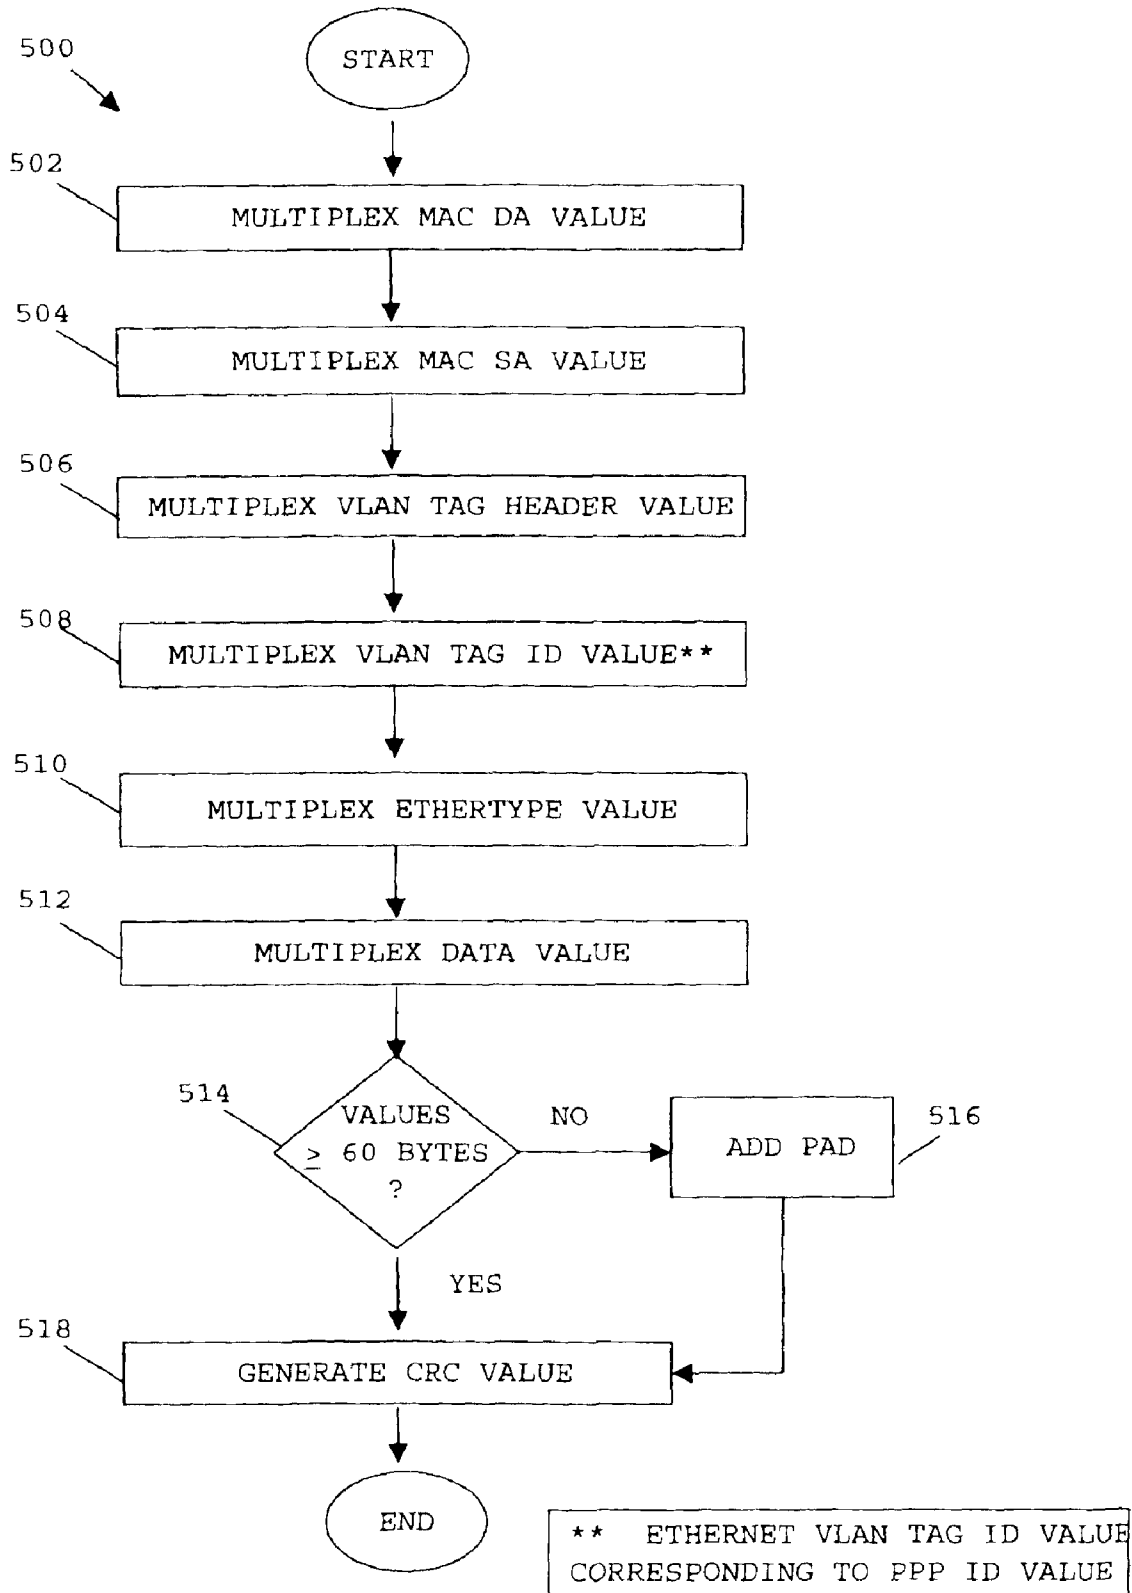 500
START
502
MULTIPLEX MAC DA VALUE
504
MULTIPLEX MAC SA VALUE
506
MULTIPLEX VLAN TAG HEADER VALUE
508
MULTIPLEX VLAN TAG ID VALUE**
510
MULTIPLEX ETHERTYPE VALUE
512
MULTIPLEX DATA VALUE
514
VALUES
≥ 60 BYTES
?
NO
ADD PAD
516
YES
518
GENERATE CRC VALUE
END
** ETHERNET VLAN TAG ID VALUE
CORRESPONDING TO PPP ID VALUE